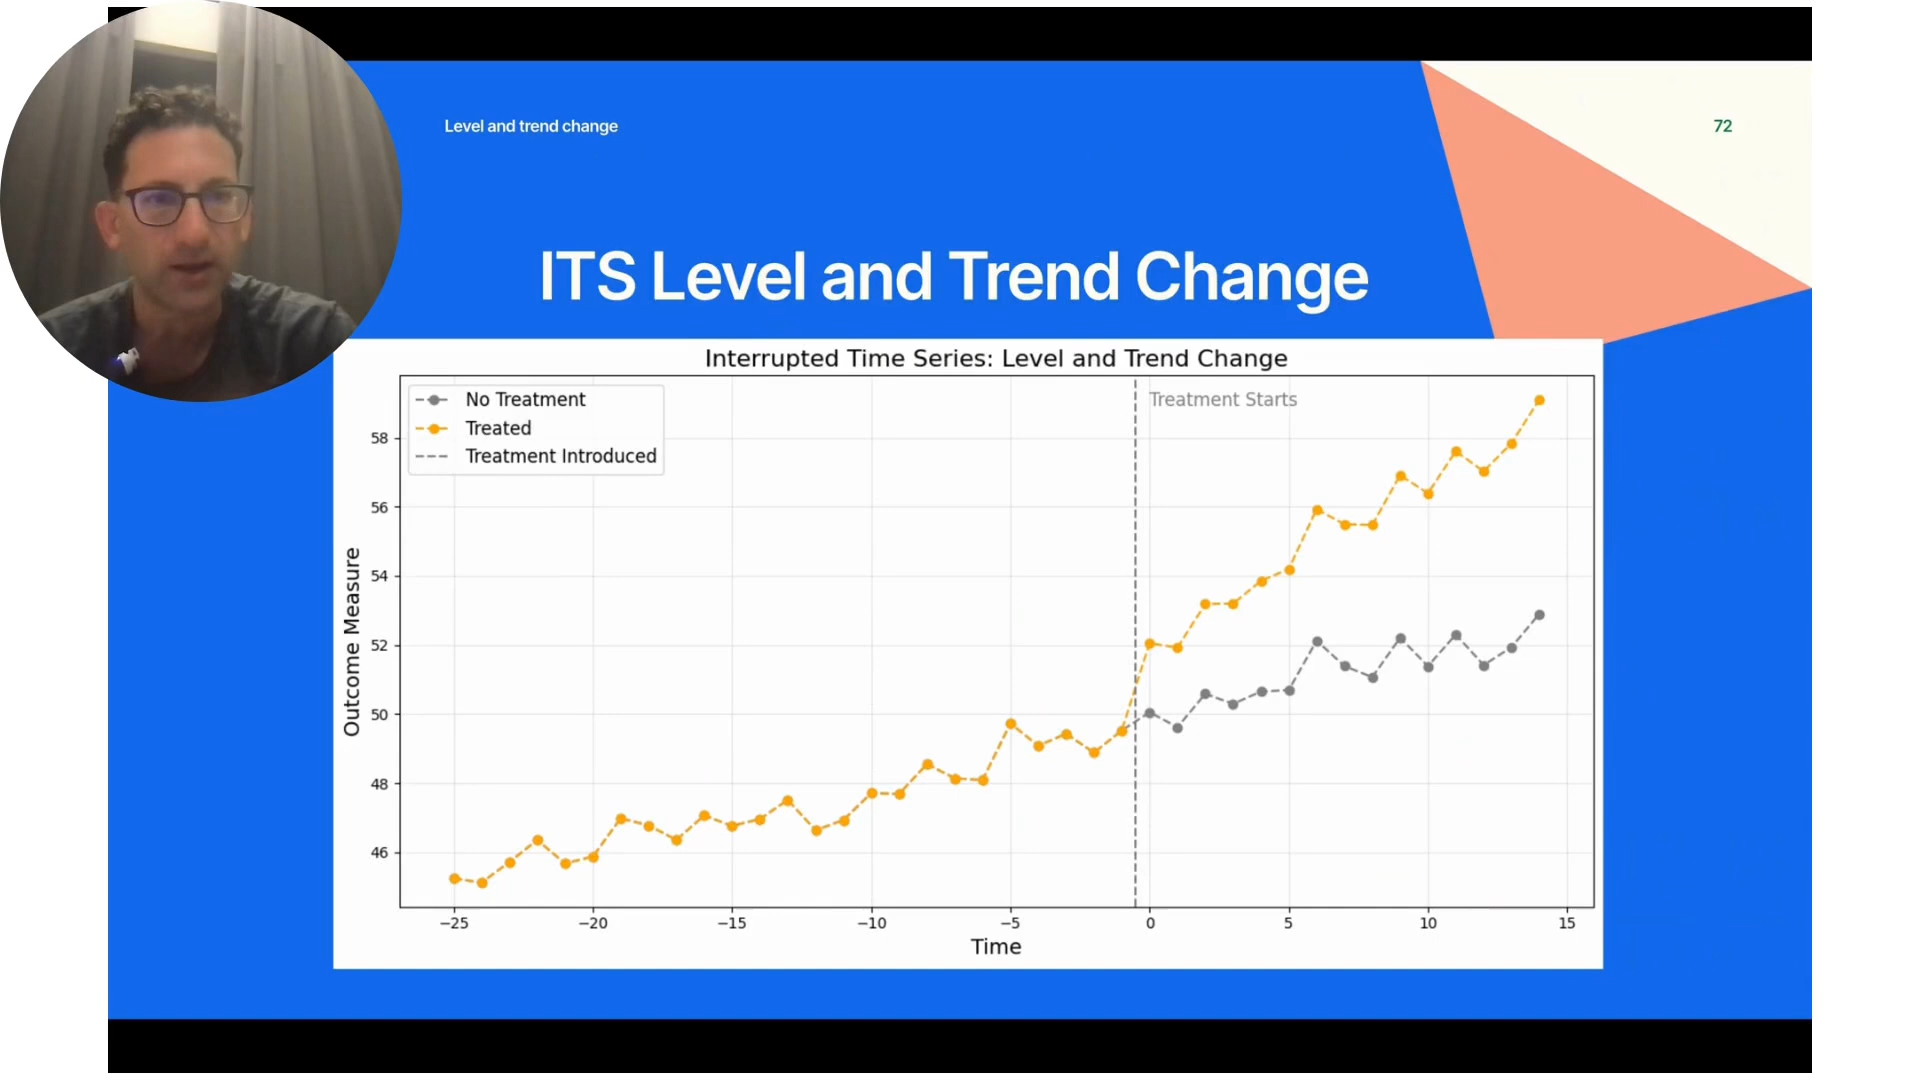 Level and trend change
72
ITS Level and Trend Change
Interrupted Time Series: Level and Trend Change
No Treatment
Treated
Treatment Introduced
Treatment Starts
Outcome Measure
58
56
54
52
50
48
46
−25
−20
−15
−10
−5
0
5
10
15
Time